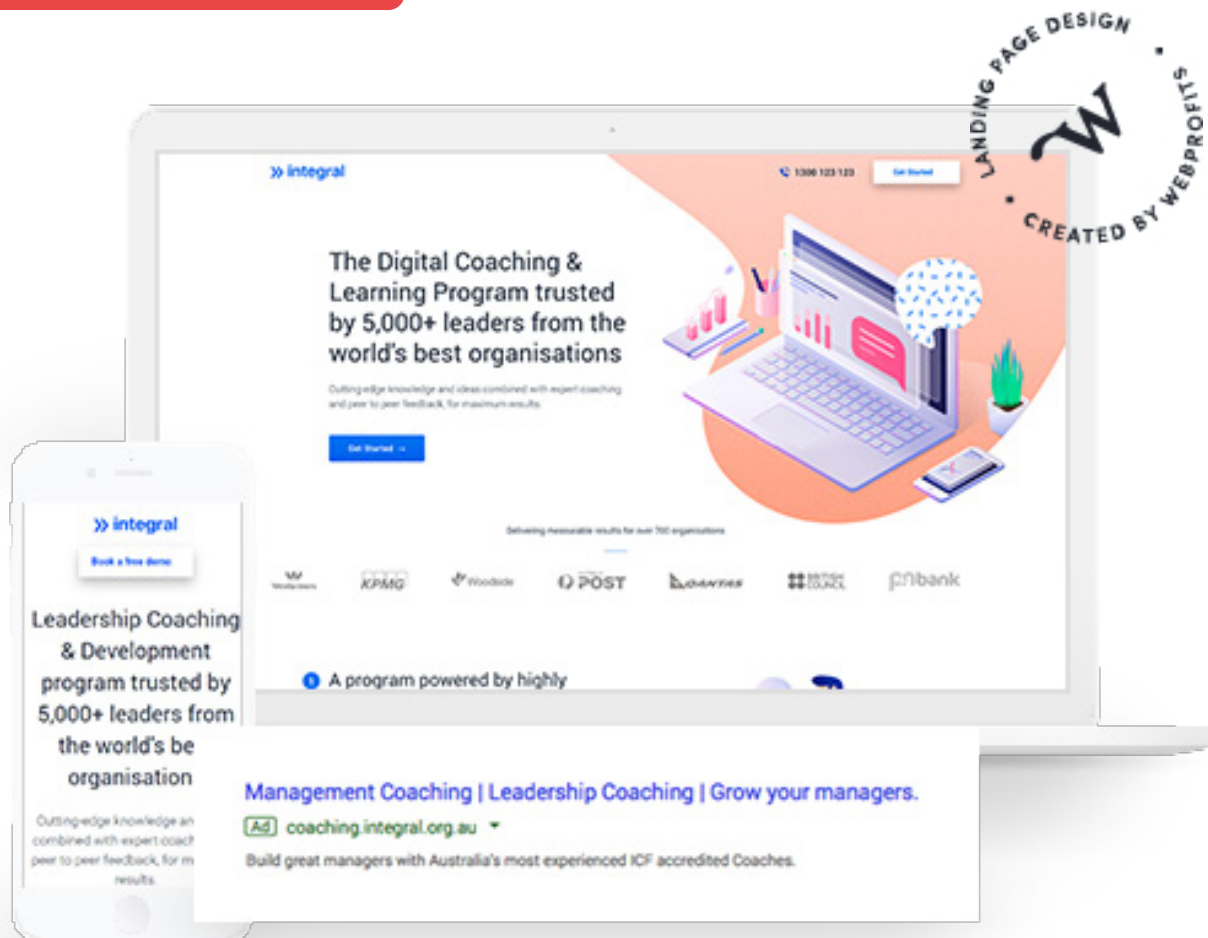 LANDING PAGE DESIGN
W
CREATED BY WEBPROFITS
integral
1300 123 123
Get Started
The Digital Coaching &
Learning Program trusted
by 5,000+ leaders from the
world's best organisations
Cutting edge knowledge and ideas combined with expert coaching
and peer to peer feedback, for maximum results.
Get Started →
Delivering measurable results for over 700 organisations
KPMG
Woodside
POST
QANTAS
BRITISH
COUNCIL
bank
A program powered by highly
integral
Book a free demo
Leadership Coaching
& Development
program trusted by
5,000+ leaders from
the world's be
organisation
Cutting-edge knowledge an
combined with expert coach
peer to peer feedback, for m
results.
Management Coaching | Leadership Coaching | Grow your managers.
Ad coaching.integral.org.au
Build great managers with Australia's most experienced ICF accredited Coaches.